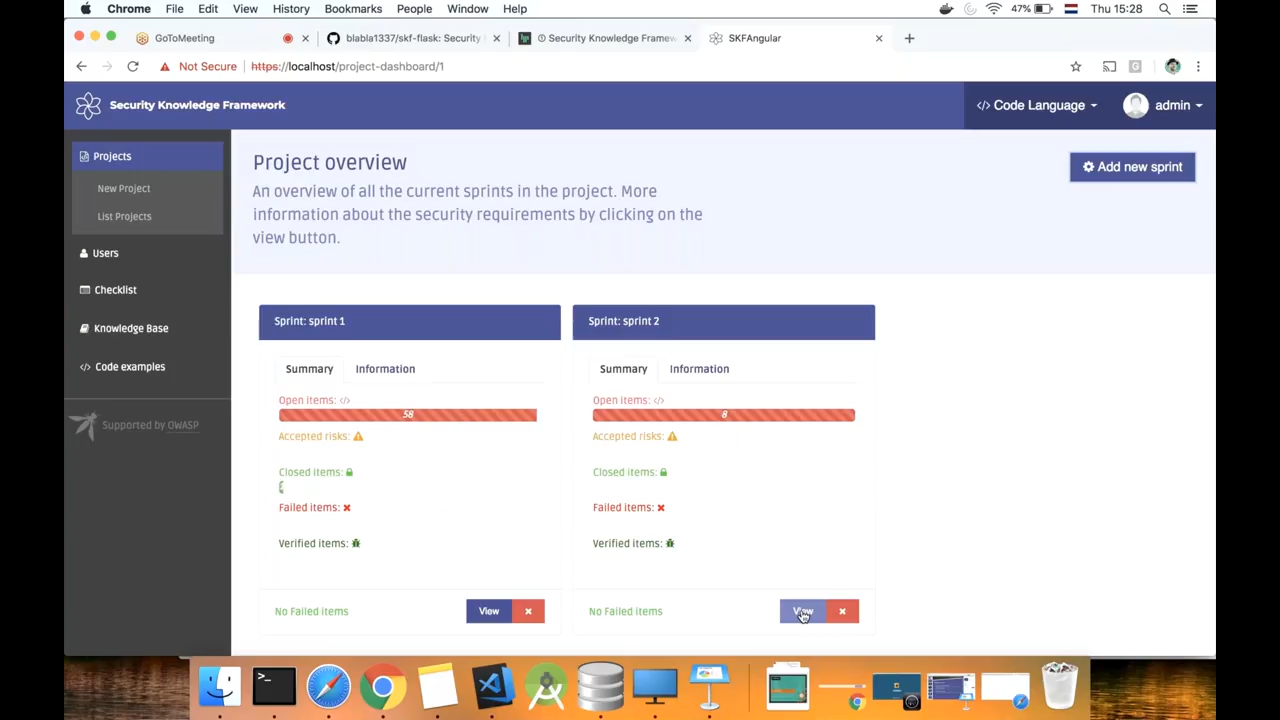 Chrome File Edit View History Bookmarks People Window Help 47% Thu 15:28
GoToMeeting
blabla1337/skf-flask: Security
Security Knowledge Framew
SKFAngular
Not Secure https://localhost/project-dashboard/1
Security Knowledge Framework
</> Code Language
admin
Projects
New Project
List Projects
Users
Checklist
Knowledge Base
</> Code examples
Supported by OWASP
Project overview
An overview of all the current sprints in the project. More
information about the security requirements by clicking on the
view button.
Add new sprint
Sprint: sprint 1
Summary Information
Open items: </>
58
Accepted risks:
Closed items:
Failed items:
Verified items:
No Failed items
View
Sprint: sprint 2
Summary Information
Open items: </>
8
Accepted risks:
Closed items:
Failed items:
Verified items:
No Failed items
View